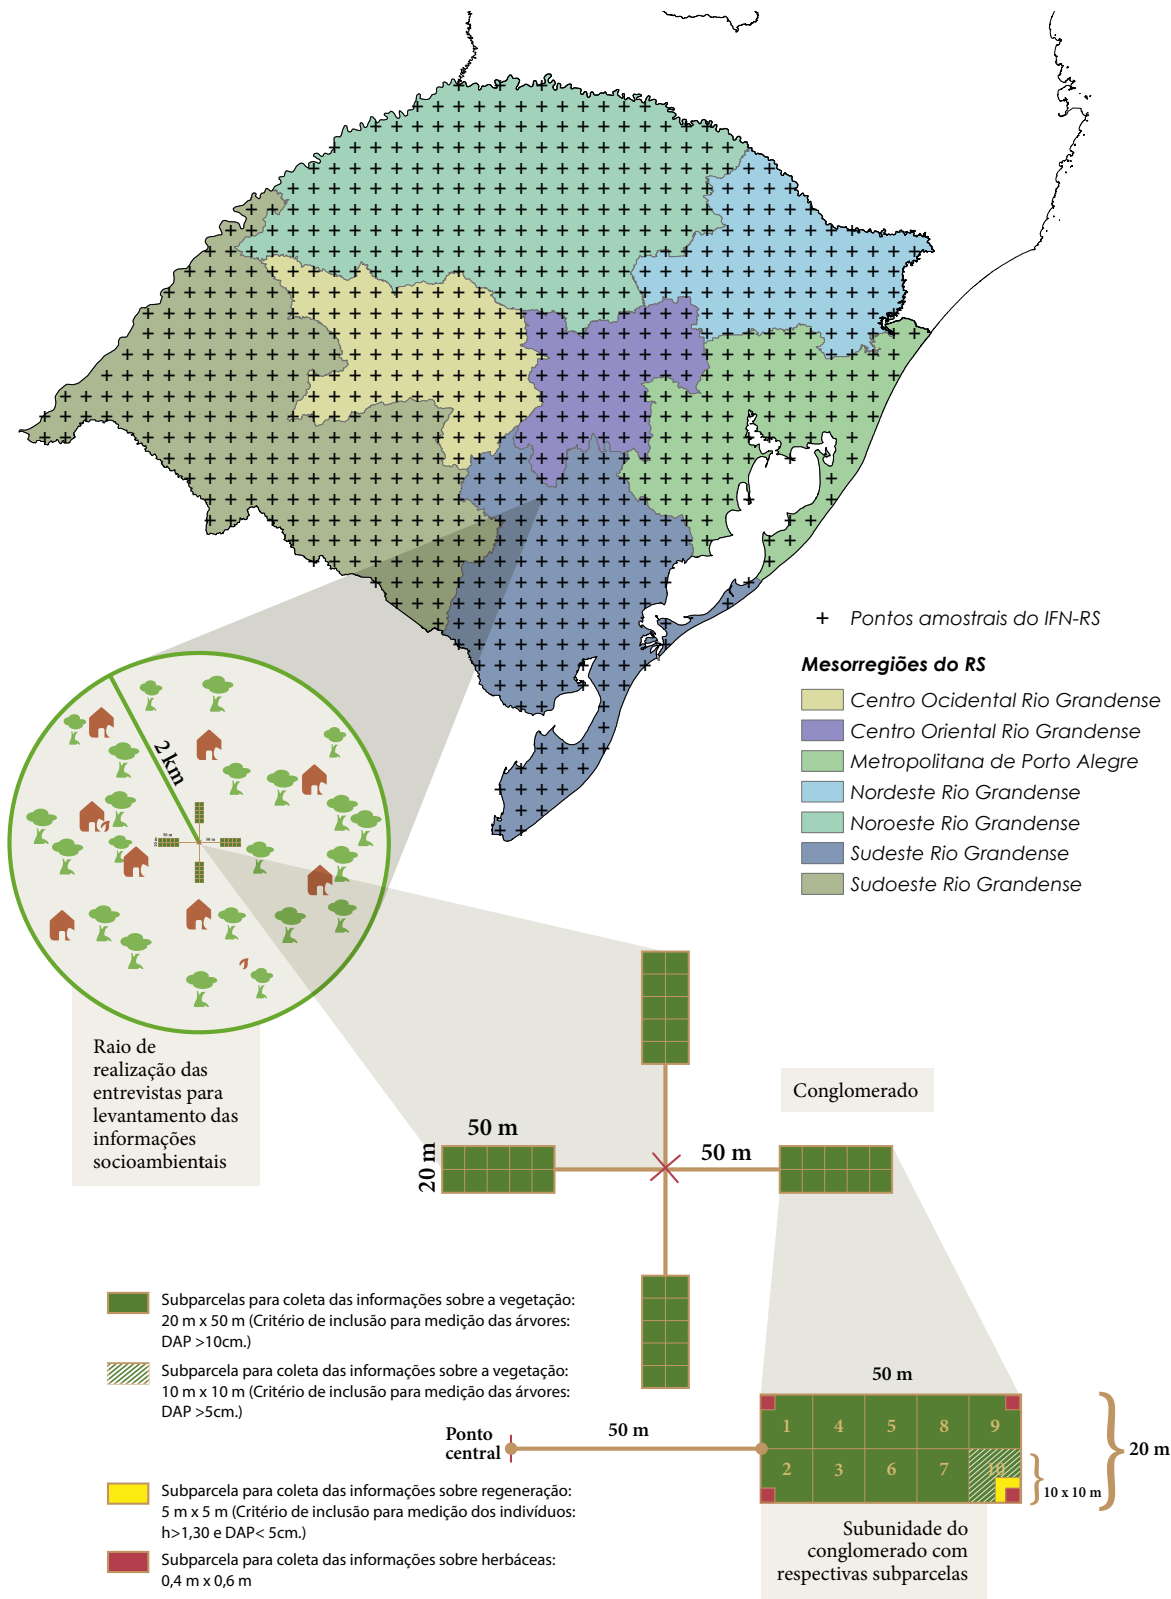 Pontos amostrais do IFN-RS
Mesorregiões do RS
Centro Ocidental Rio Grandense
Centro Oriental Rio Grandense
Metropolitana de Porto Alegre
Nordeste Rio Grandense
Noroeste Rio Grandense
Sudeste Rio Grandense
Sudoeste Rio Grandense
2 km
50 m
20 m
50 m
Raio de
realização das
entrevistas para
levantamento das
informações
socioambientais
Conglomerado
50 m
20 m
50 m
Subparcelas para coleta das informações sobre a vegetação:
20 m x 50 m (Critério de inclusão para medição das árvores:
DAP >10cm.)
Subparcela para coleta das informações sobre a vegetação:
10 m x 10 m (Critério de inclusão para medição das árvores:
DAP >5cm.)
Subparcela para coleta das informações sobre regeneração:
5 m x 5 m (Critério de inclusão para medição dos indivíduos:
h>1,30 e DAP< 5cm.)
Subparcela para coleta das informações sobre herbáceas:
0,4 m x 0,6 m
Ponto
central
50 m
50 m
1 4 5 8 9
2 3 6 7 10
20 m
10 x 10 m
Subunidade do
conglomerado com
respectivas subparcelas